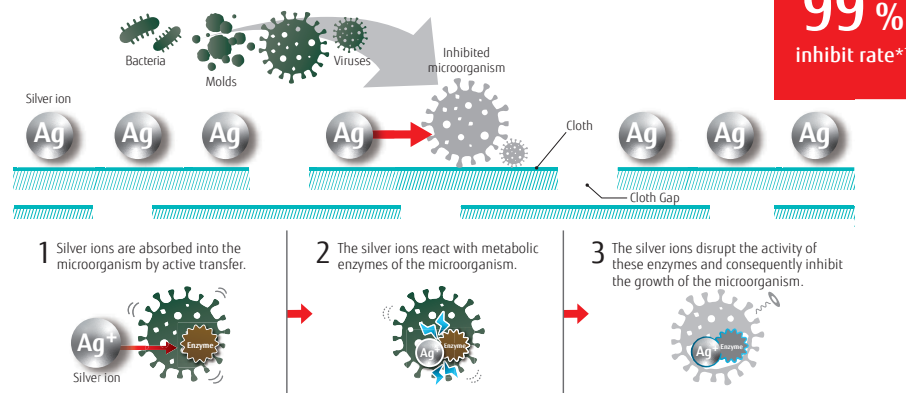 99 %
inhibit rate*
Bacteria
Molds
Viruses
Inhibited
microorganism
Silver ion
Ag
Ag
Ag
Ag
Ag
Ag
Ag
Cloth
Cloth Gap
1 Silver ions are absorbed into the
microorganism by active transfer.
Ag+
Enzyme
Silver ion
2 The silver ions react with metabolic
enzymes of the microorganism.
Ag+
Enzyme
3 The silver ions disrupt the activity of
these enzymes and consequently inhibit
the growth of the microorganism.
Ag+
Enzyme